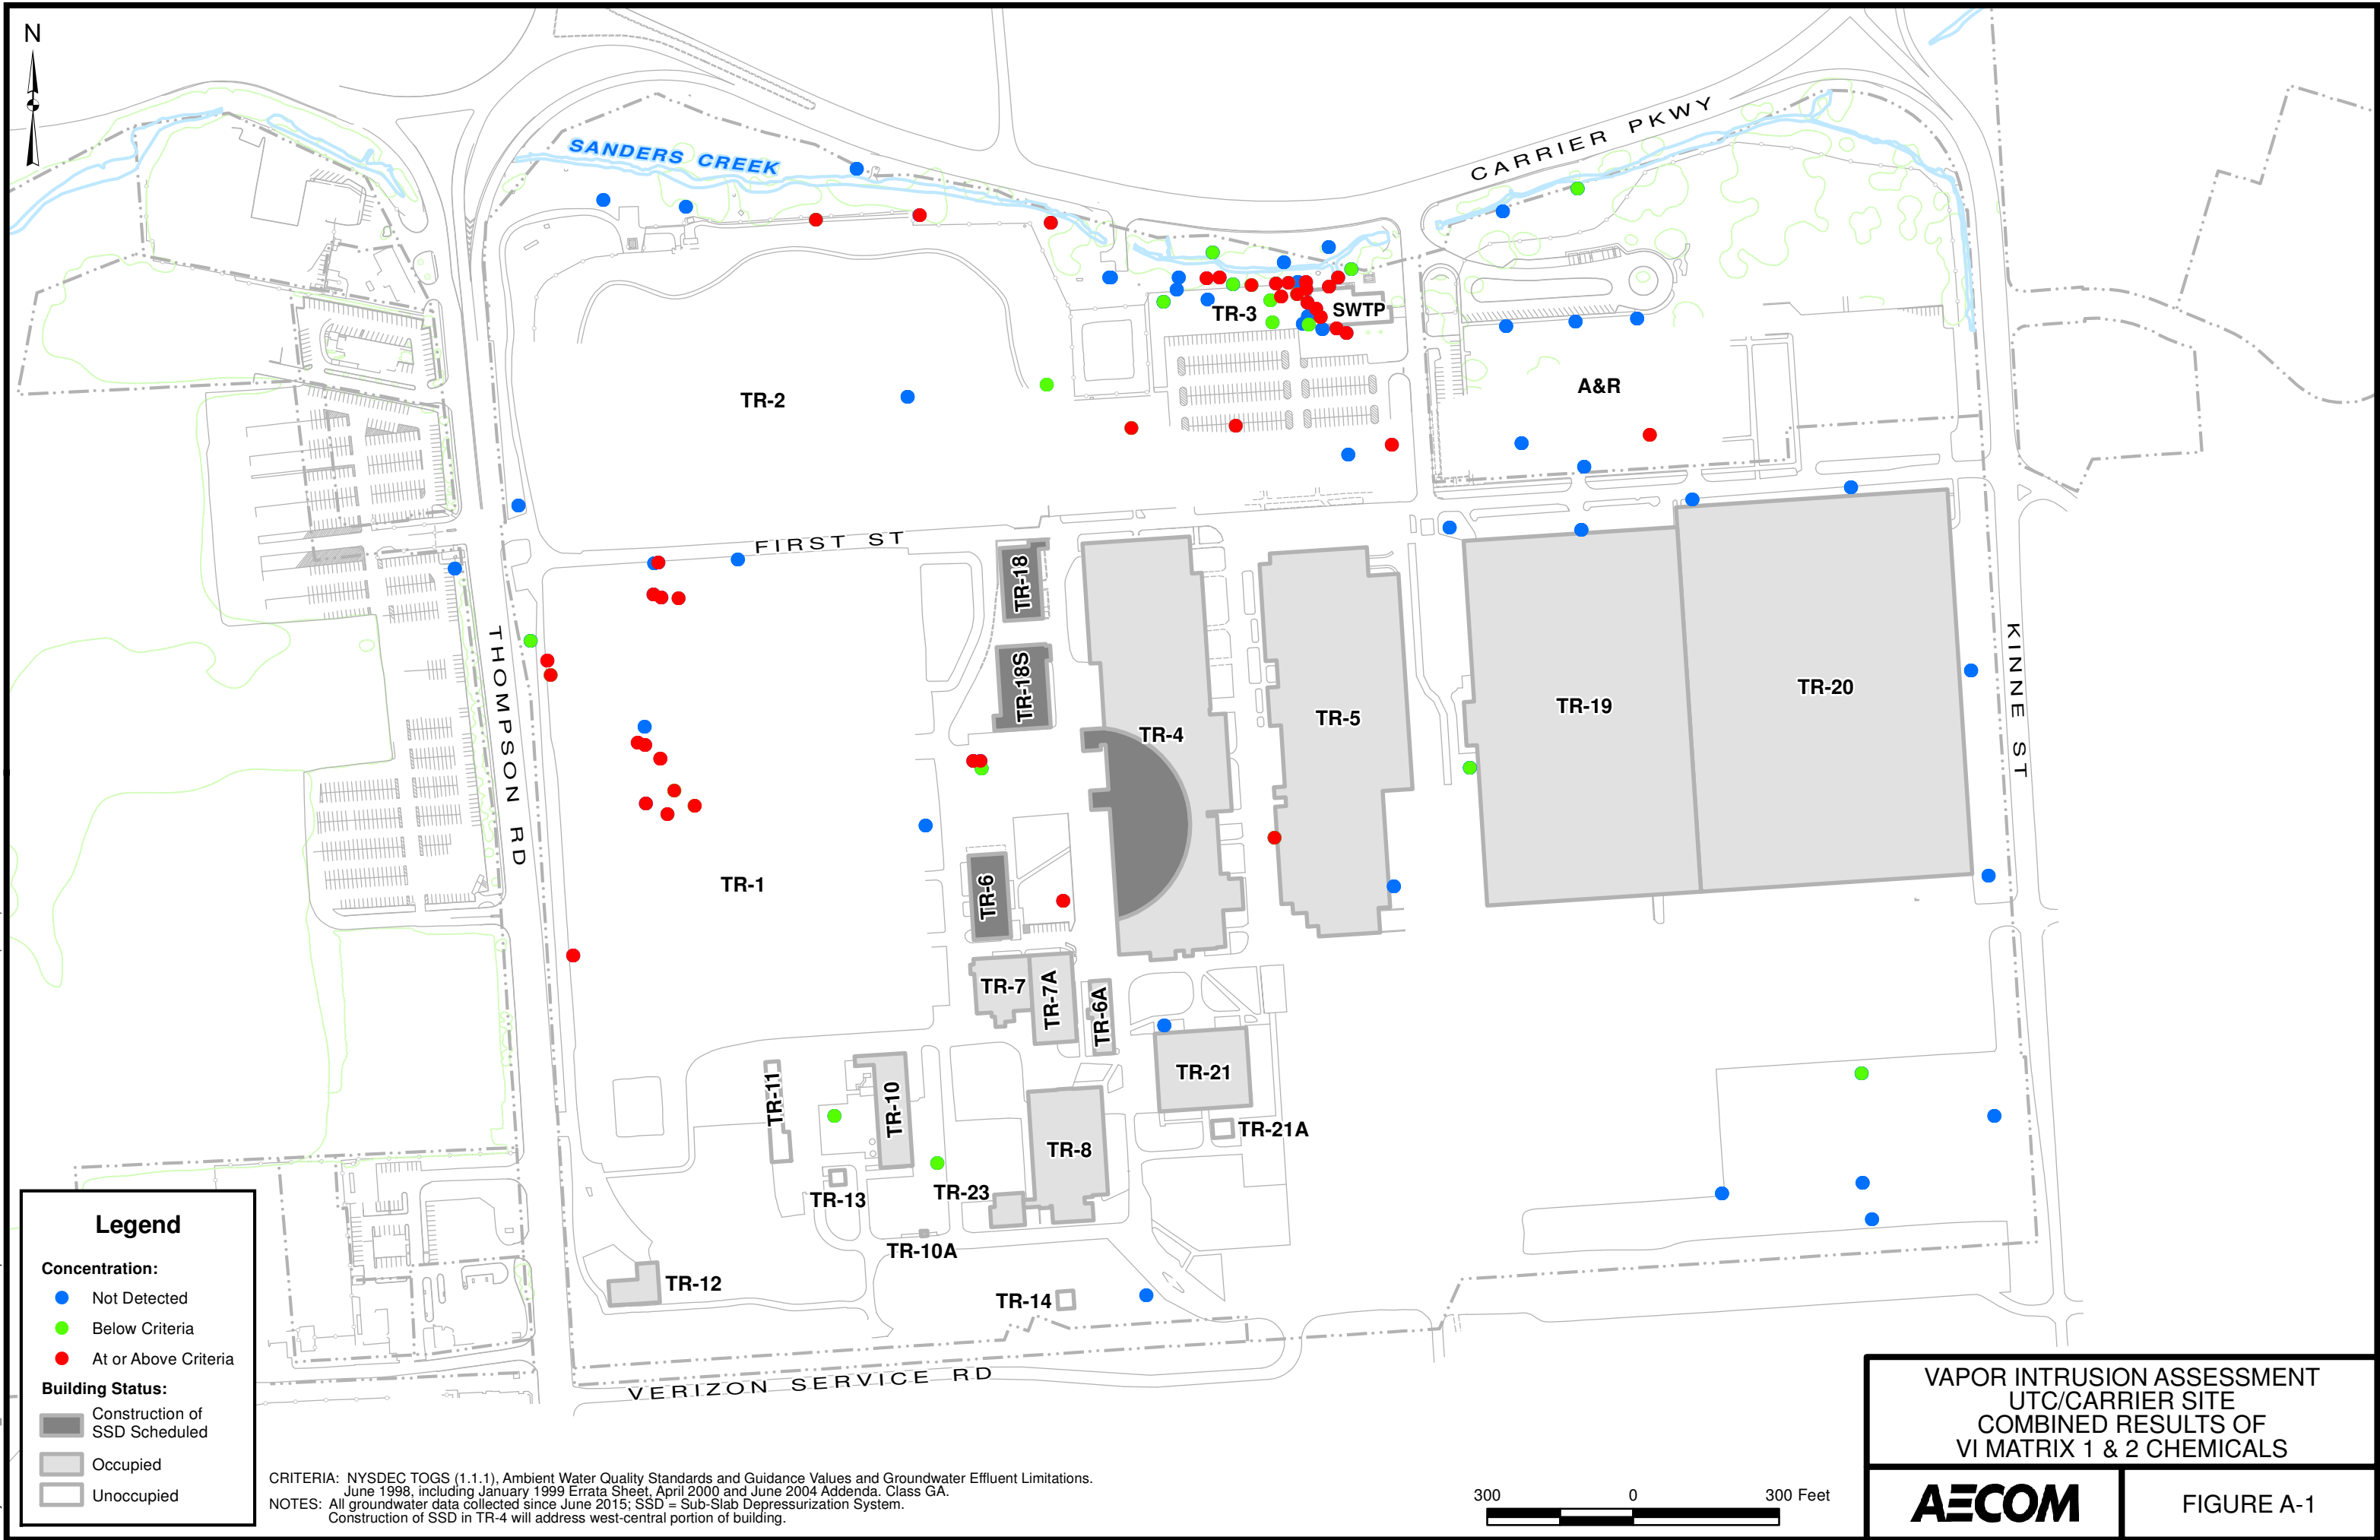 N
SANDERS CREEK
CARRIER PKWY
TR-3
SWTP
TR-2
A&R
FIRST ST
TR-18
THOMPSON RD
KINNE ST
TR-18S
TR-4
TR-5
TR-19
TR-20
TR-1
TR-6
TR-7
TR-7A
TR-6A
TR-21
TR-11
TR-10
TR-21A
TR-8
TR-13
TR-23
TR-10A
TR-12
TR-14
VERIZON SERVICE RD
Legend
Concentration:
Not Detected
Below Criteria
At or Above Criteria
Building Status:
Construction of
SSD Scheduled
Occupied
Unoccupied
CRITERIA: NYSDEC TOGS (1.1.1), Ambient Water Quality Standards and Guidance Values and Groundwater Effluent Limitations.
June 1998, including January 1999 Errata Sheet, April 2000 and June 2004 Addenda. Class GA.
NOTES: All groundwater data collected since June 2015; SSD = Sub-Slab Depressurization System.
Construction of SSD in TR-4 will address west-central portion of building.
300 0 300 Feet
VAPOR INTRUSION ASSESSMENT
UTC/CARRIER SITE
COMBINED RESULTS OF
VI MATRIX 1 & 2 CHEMICALS
AECOM
FIGURE A-1